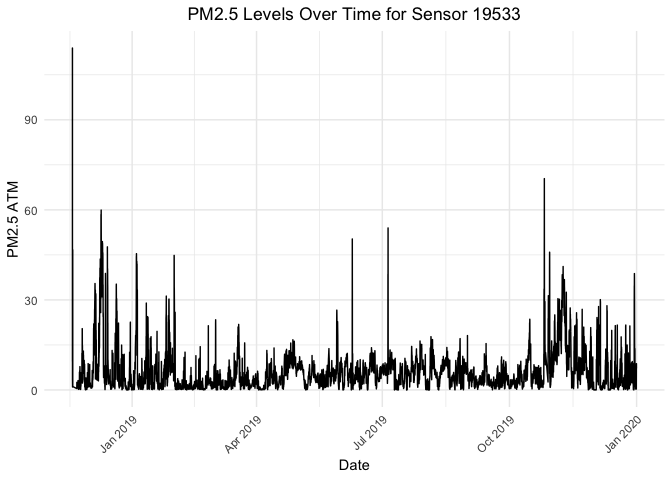 PM2.5 Levels Over Time for Sensor 19533
PM2.5 ATM
90
60
30
0
Jan 2019
Apr 2019
Jul 2019
Oct 2019
Jan 2020
Date